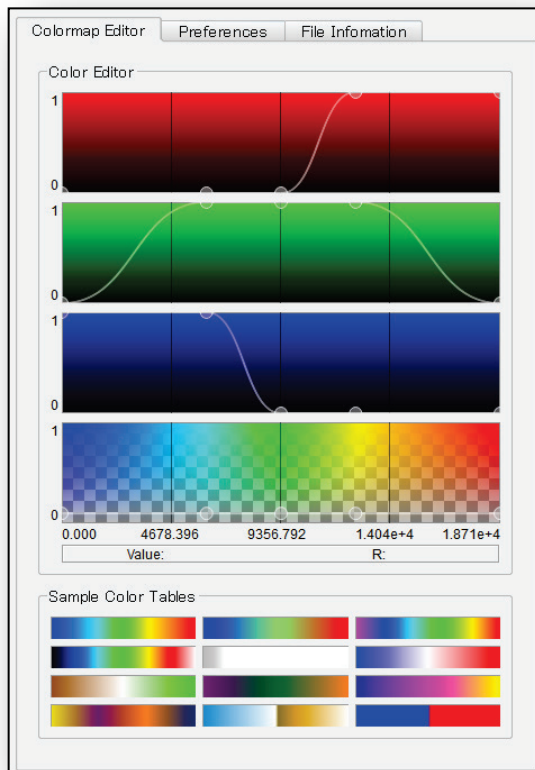 Colormap Editor Preferences File Infomation
Color Editor
1
0
1
0
1
0
1
0
0.000 4678.396 9356.792 1.404e+4 1.871e+4
Value: R:
Sample Color Tables